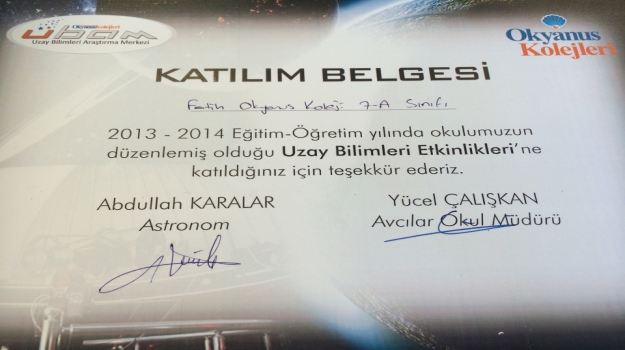 Okyanus Kolejleri
ubam
Uzay Bilimleri Araştırma Merkezi
Okyanus
Kolejleri
KATILIM BELGESİ
Fatih Okyanus Koleji 7-A Sınıfı
2013 - 2014 Eğitim-Öğretim yılında okulumuzun
düzenlemiş olduğu Uzay Bilimleri Etkinlikleri'ne
katıldığınız için teşekkür ederiz.
Abdullah KARALAR
Astronom
Yücel ÇALIŞKAN
Avcılar Okul Müdürü